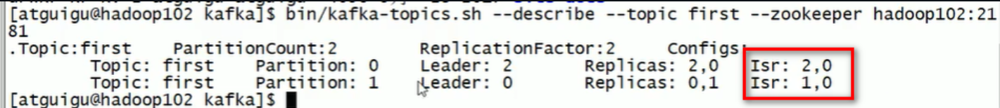 [atguigu@hadoop102 kafka]$ bin/kafka-topics.sh --describe --topic first --zookeeper hadoop102:21
81
.Topic:first PartitionCount:2 ReplicationFactor:2 Configs:
Topic: first Partition: 0 Leader: 2 Replicas: 2,0 Isr: 2,0
Topic: first Partition: 1 Leader: 0 Replicas: 0,1 Isr: 1,0
[atguigu@hadoop102 kafka]$